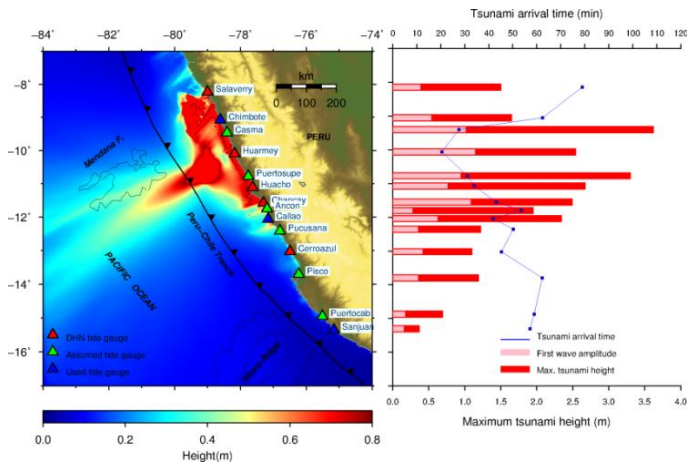 Tsunami arrival time (min)
−84° −82° −80° −78° −76° −74°
0 10 20 30 40 50 60 70 80 90 100 110 120
km
0 100 200
−8°
−10°
−12°
−14°
−16°
Salaverry
Chimbote
Casma
PERU
Huarmey
Mendana F.
Puertosupe
Huacho
Chancay
Ancon
Callao
Pucusana
Peru−Chile Trench
Cerroazul
PACIFIC OCEAN
Pisco
Puertocab
Sanjuan
Nazca Ridge
DHN tide gauge
Assumed tide gauge
Used tide gauge
Tsunami arrival time
First wave amplitude
Max. tsunami height
0.0 0.5 1.0 1.5 2.0 2.5 3.0 3.5 4.0
Maximum tsunami height (m)
0.0 0.2 0.4 0.6 0.8
Height(m)